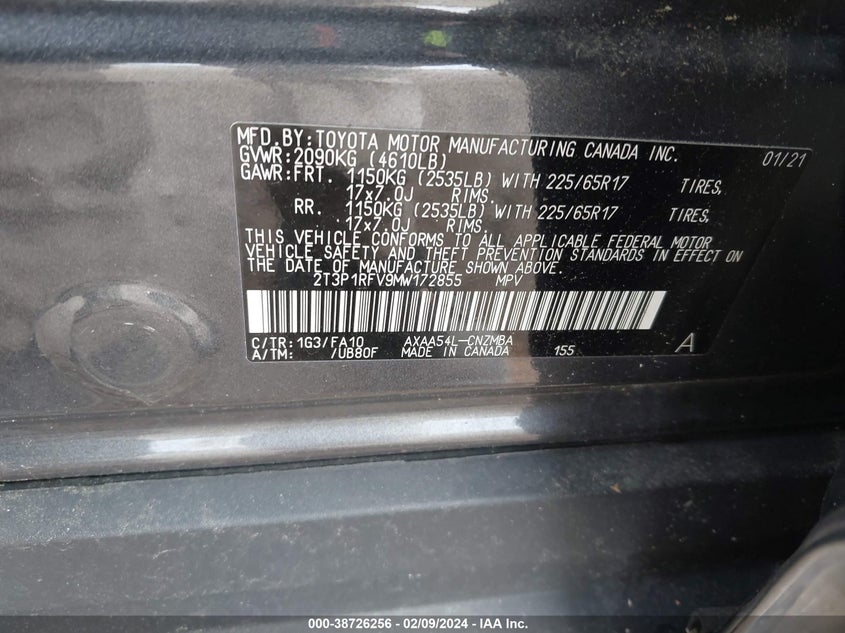 MFD.BY:TOYOTA MOTOR MANUFACTURING CANADA INC. 01/21
GVWR:2090KG (4610LB)
GAWR:FRT. 1150KG (2535LB) WITH 225/65R17 TIRES,
17x7.0J RIMS.
RR. 1150KG (2535LB) WITH 225/65R17 TIRES,
17x7.0J RIMS.
THIS VEHICLE CONFORMS TO ALL APPLICABLE FEDERAL MOTOR
VEHICLE SAFETY AND THEFT PREVENTION STANDARDS IN EFFECT ON
THE DATE OF MANUFACTURE SHOWN ABOVE.
2T3P1RFV9MW172855 MPV
C/TR:1G3/FA10 AXAA54L-CNZMBA
A/TM: /UB80F MADE IN CANADA 155 A
000-38726256 - 02/09/2024 - IAA Inc.